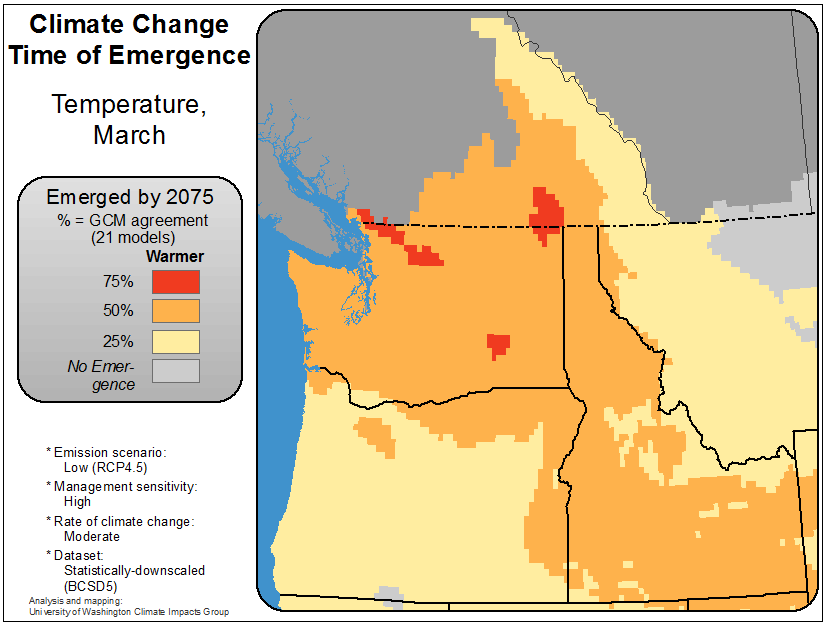 Climate Change
Time of Emergence
Temperature,
March
Emerged by 2075
% = GCM agreement
(21 models)
Warmer
75%
50%
25%
No Emer-
gence
* Emission scenario:
Low (RCP4.5)
* Management sensitivity:
High
* Rate of climate change:
Moderate
* Dataset:
Statistically-downscaled
(BCSD5)
Analysis and mapping:
University of Washington Climate Impacts Group